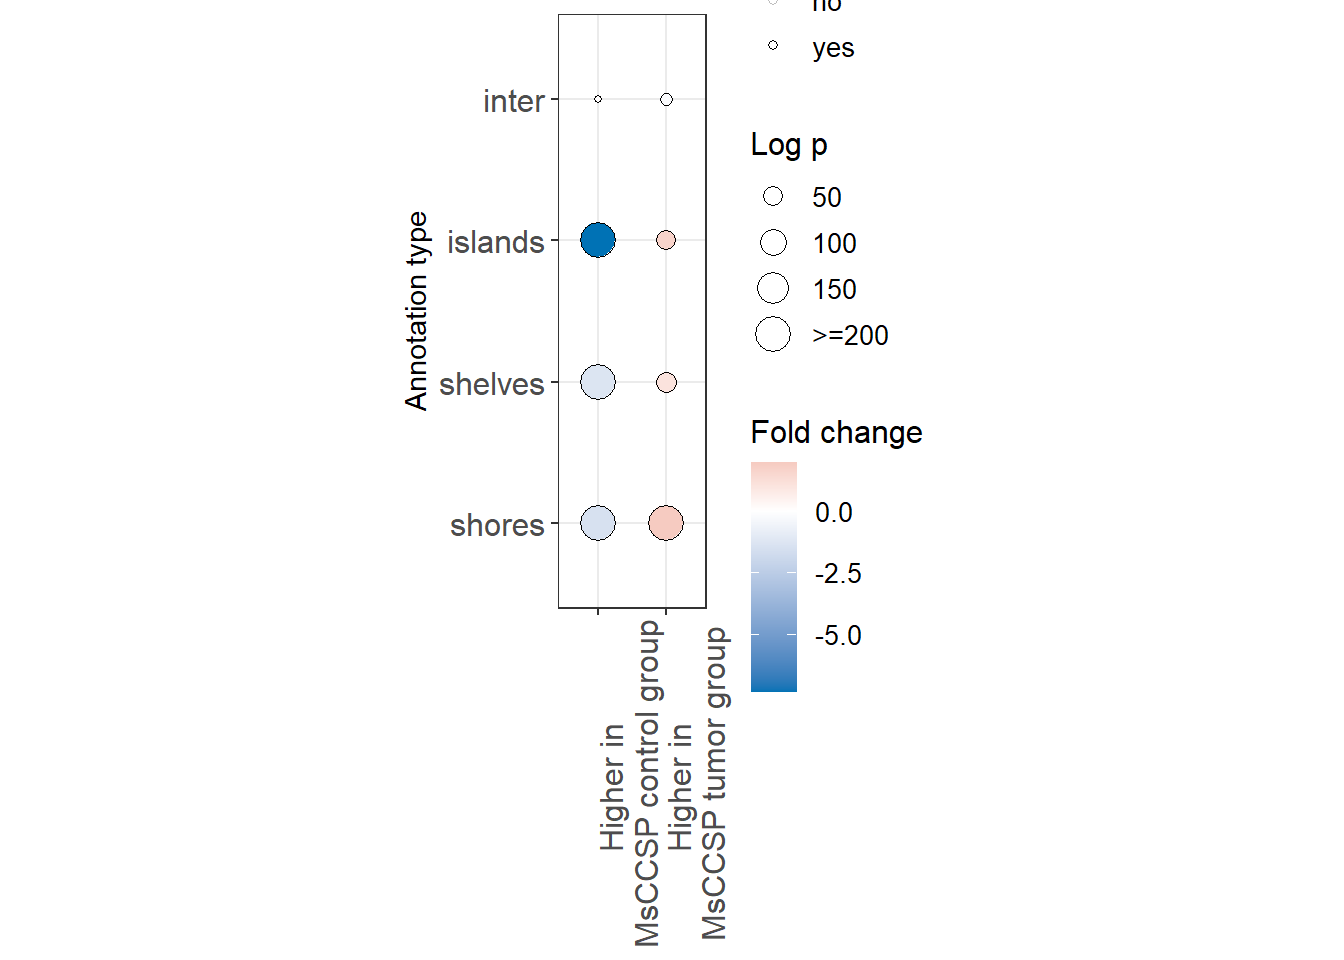 no
yes
inter
islands
shelves
shores
Annotation type
Higher in
MsCCSP control group
Higher in
MsCCSP tumor group
Log p
50
100
150
>=200
Fold change
0.0
-2.5
-5.0